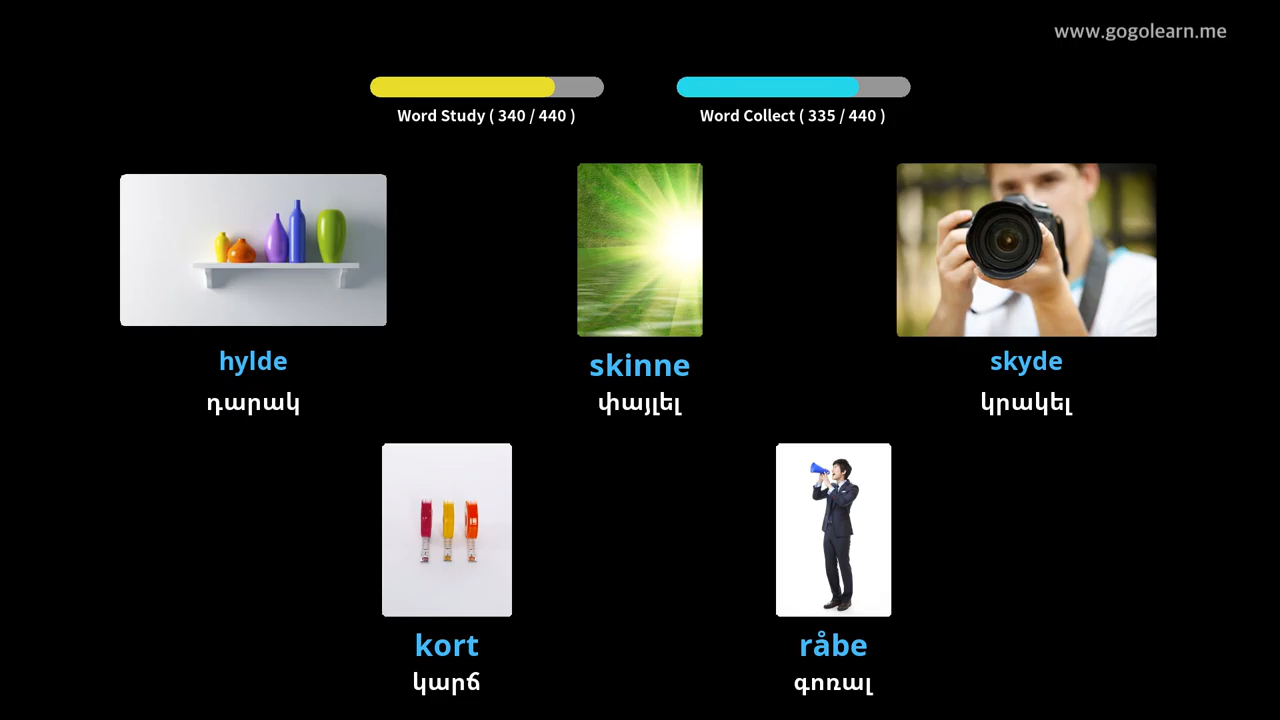 www.gogolearn.me
Word Study ( 340 / 440 )
Word Collect ( 335 / 440 )
hylde
դարակ
skinne
փայլել
skyde
կրակել
kort
կարճ
råbe
գոռալ